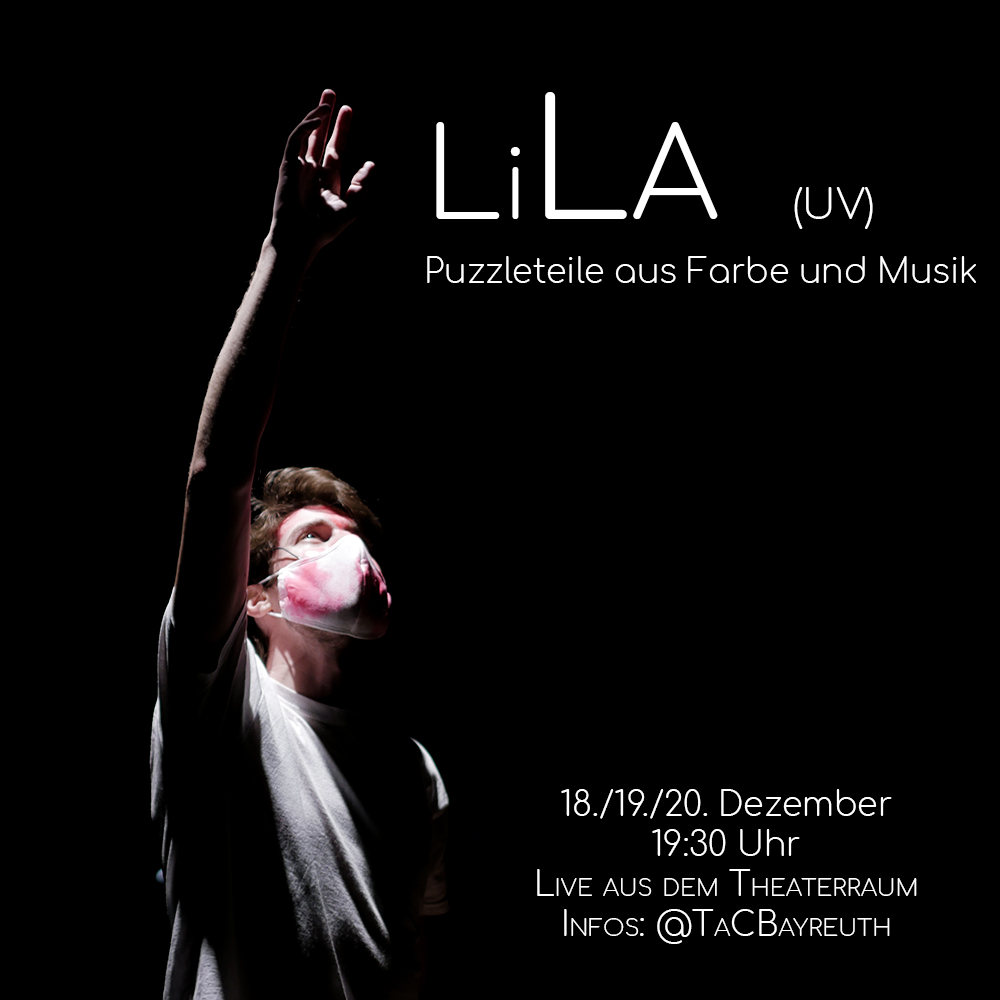 LiLA (UV)
Puzzleteile aus Farbe und Musik
18./19./20. Dezember
19:30 Uhr
Live aus dem Theaterraum
Infos: @TaCBayreuth